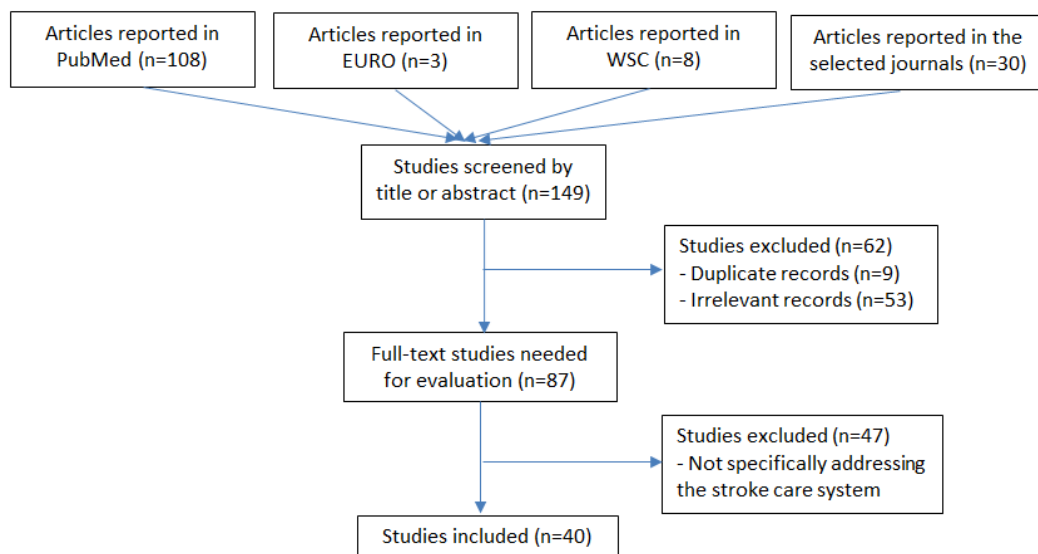 Articles reported in
PubMed (n=108)
Articles reported in
EURO (n=3)
Articles reported in
WSC (n=8)
Articles reported in the
selected journals (n=30)
Studies screened by
title or abstract (n=149)
Studies excluded (n=62)
- Duplicate records (n=9)
- Irrelevant records (n=53)
Full-text studies needed
for evaluation (n=87)
Studies excluded (n=47)
- Not specifically addressing
the stroke care system
Studies included (n=40)